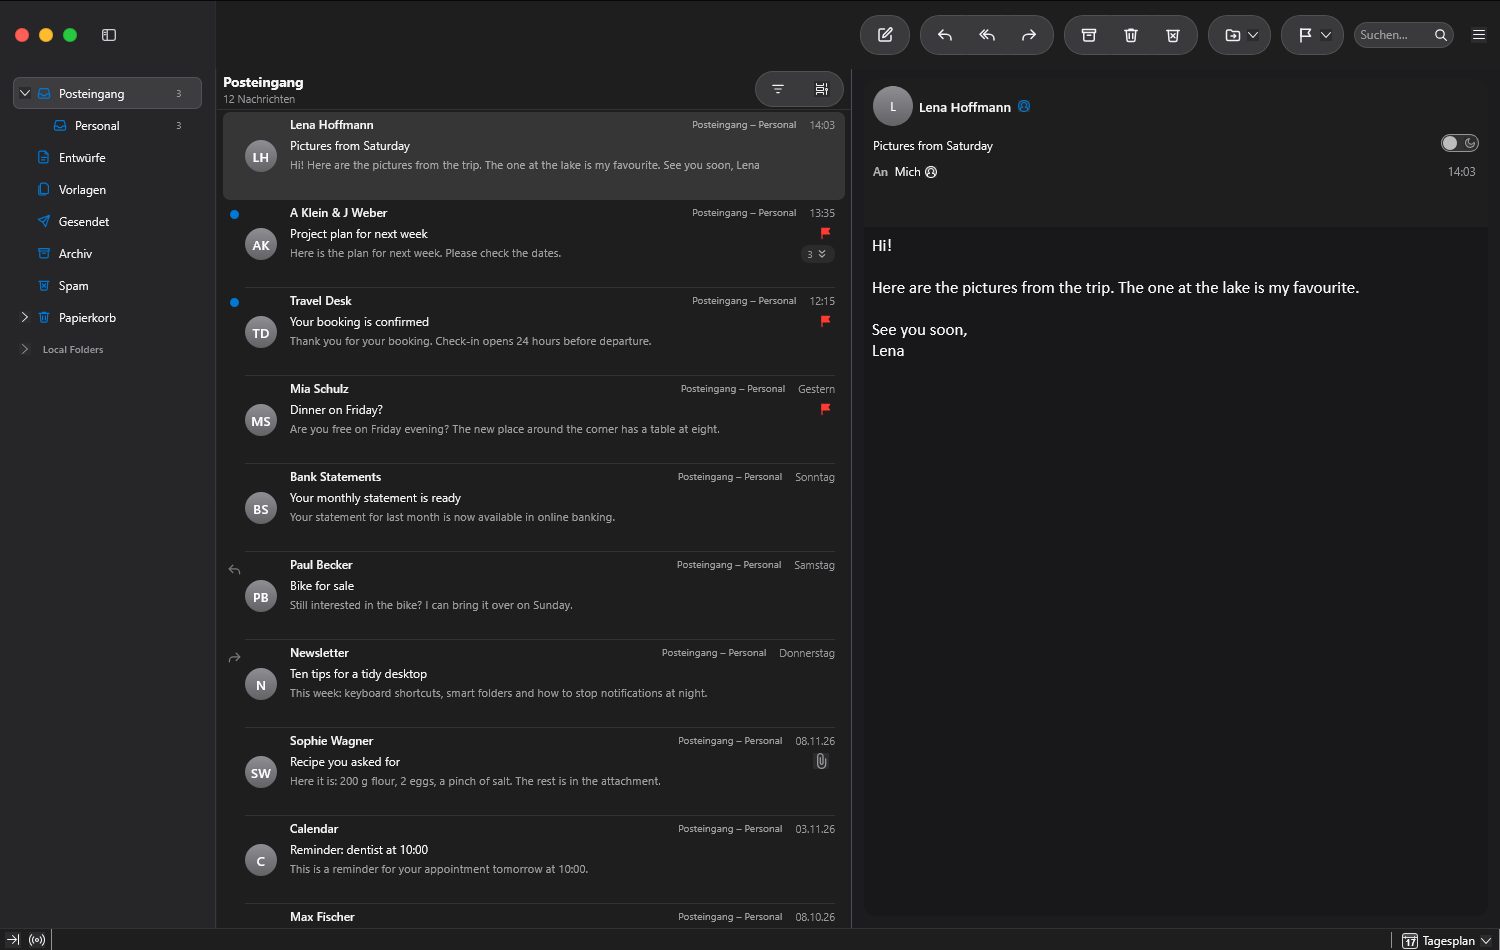 Suchen...
Posteingang 3
Personal 3
Entwürfe
Vorlagen
Gesendet
Archiv
Spam
Papierkorb
Local Folders
Posteingang
12 Nachrichten
Lena Hoffmann Posteingang – Personal 14:03
LH
Pictures from Saturday
Hi! Here are the pictures from the trip. The one at the lake is my favourite. See you soon, Lena
A Klein & J Weber Posteingang – Personal 13:35
AK
Project plan for next week
Here is the plan for next week. Please check the dates. 3
Travel Desk Posteingang – Personal 12:15
TD
Your booking is confirmed
Thank you for your booking. Check-in opens 24 hours before departure.
Mia Schulz Posteingang – Personal Gestern
MS
Dinner on Friday?
Are you free on Friday evening? The new place around the corner has a table at eight.
Bank Statements Posteingang – Personal Sonntag
BS
Your monthly statement is ready
Your statement for last month is now available in online banking.
Paul Becker Posteingang – Personal Samstag
PB
Bike for sale
Still interested in the bike? I can bring it over on Sunday.
Newsletter Posteingang – Personal Donnerstag
N
Ten tips for a tidy desktop
This week: keyboard shortcuts, smart folders and how to stop notifications at night.
Sophie Wagner Posteingang – Personal 08.11.26
SW
Recipe you asked for
Here it is: 200 g flour, 2 eggs, a pinch of salt. The rest is in the attachment.
Calendar Posteingang – Personal 03.11.26
C
Reminder: dentist at 10:00
This is a reminder for your appointment tomorrow at 10:00.
Max Fischer Posteingang – Personal 08.10.26
L
Lena Hoffmann
Pictures from Saturday
An Mich 14:03
Hi!
Here are the pictures from the trip. The one at the lake is my favourite.
See you soon,
Lena
17 Tagesplan